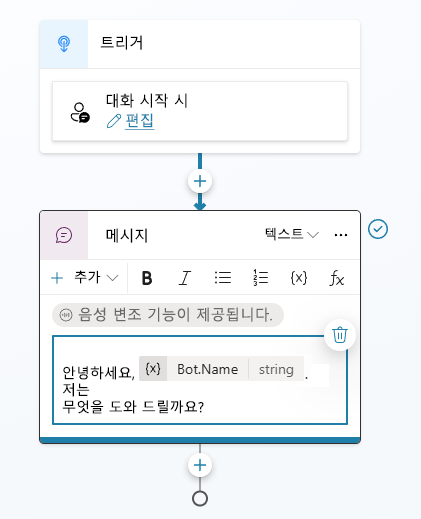 트리거
대화 시작 시
편집
메시지
텍스트
추가
B I {x} fx
음성 변조 기능이 제공됩니다.
안녕하세요, {x} Bot.Name string .
저는
무엇을 도와 드릴까요?